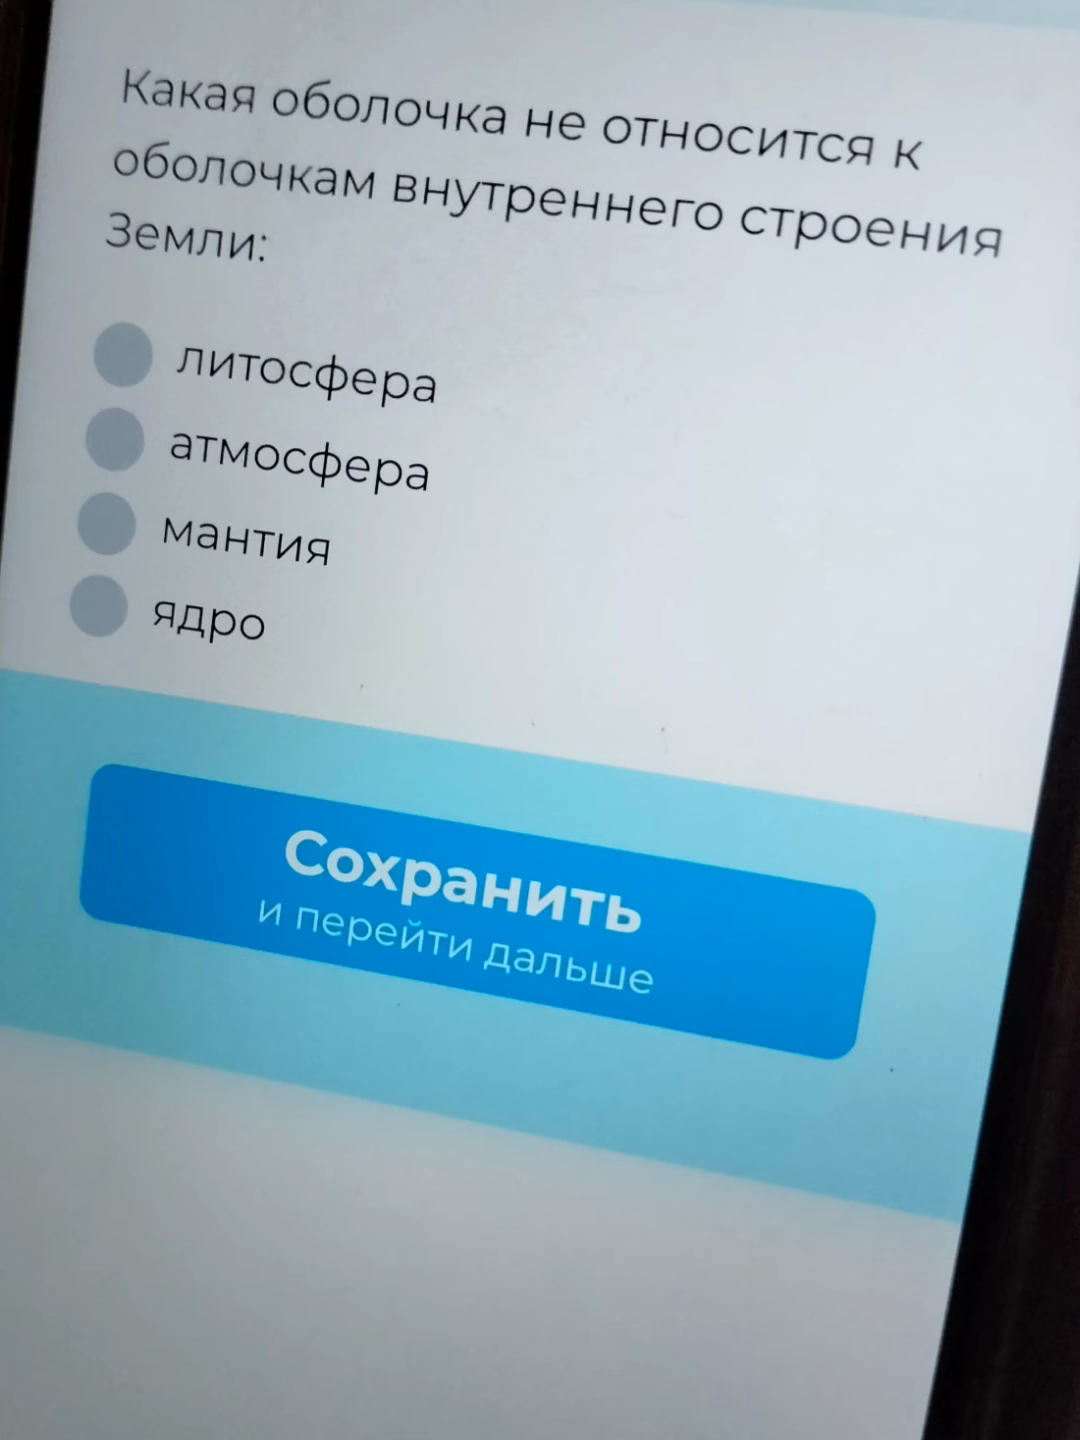 Какая оболочка не относится к
оболочкам внутреннего строения
Земли:
литосфера
атмосфера
мантия
ядро
Сохранить
и перейти дальше